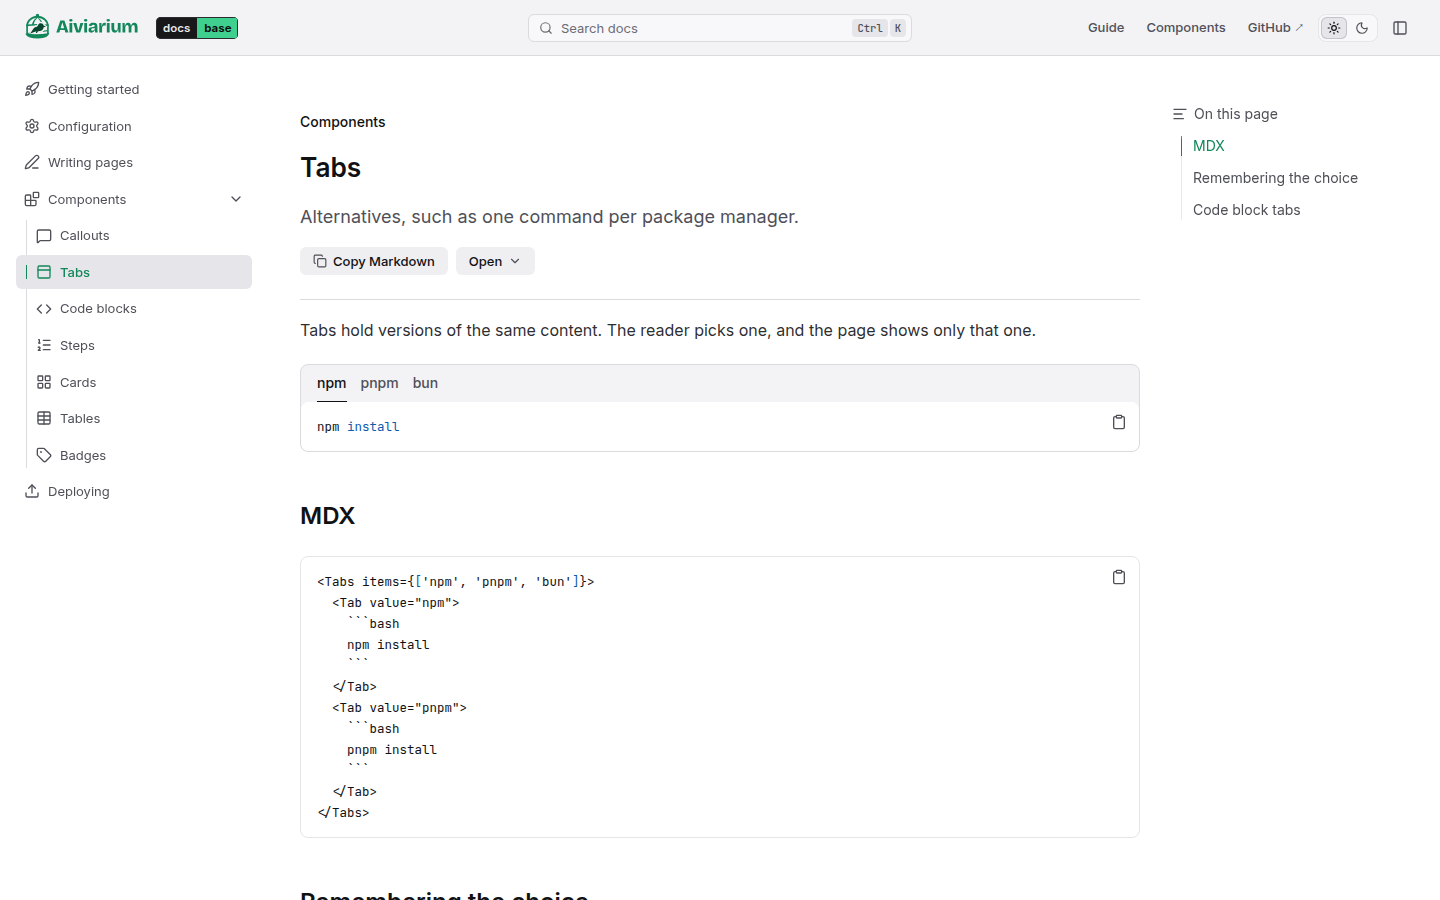 Aiviarium docs base
Search docs Ctrl K
Guide Components GitHub ↗
Getting started
Configuration
Writing pages
Components
Callouts
Tabs
Code blocks
Steps
Cards
Tables
Badges
Deploying
Components
Tabs
Alternatives, such as one command per package manager.
Copy Markdown Open
Tabs hold versions of the same content. The reader picks one, and the page shows only that one.
npm pnpm bun
npm install
MDX
<Tabs items={['npm', 'pnpm', 'bun']}>
  <Tab value="npm">
    ```bash
    npm install
    ```
  </Tab>
  <Tab value="pnpm">
    ```bash
    pnpm install
    ```
  </Tab>
</Tabs>
Remembering the choice
On this page
MDX
Remembering the choice
Code block tabs